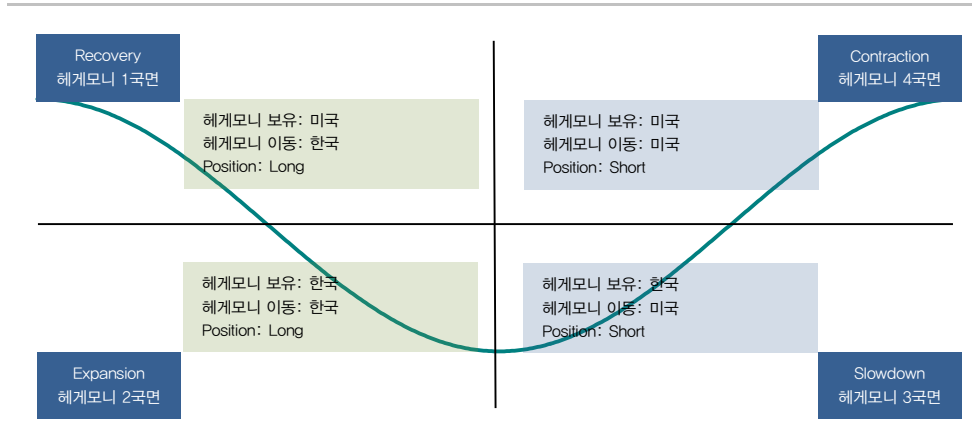 Recovery
헤게모니 1국면
헤게모니 보유: 미국
헤게모니 이동: 한국
Position: Long
Contraction
헤게모니 4국면
헤게모니 보유: 미국
헤게모니 이동: 미국
Position: Short
헤게모니 보유: 한국
헤게모니 이동: 한국
Position: Long
Expansion
헤게모니 2국면
헤게모니 보유: 한국
헤게모니 이동: 미국
Position: Short
Slowdown
헤게모니 3국면